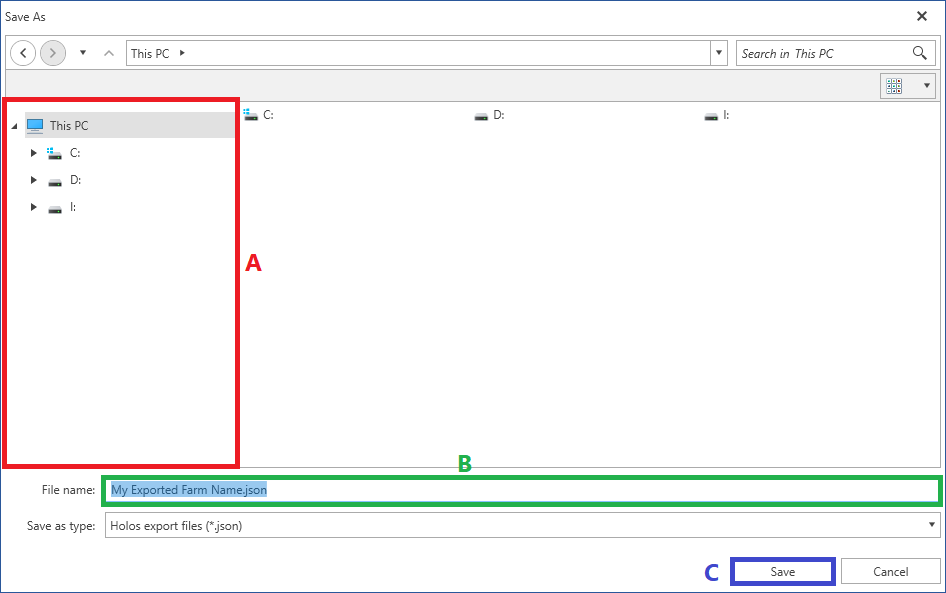 Save As
This PC
Search in This PC
This PC
C:
D:
I:
C:
D:
I:
A
B
File name: My Exported Farm Name.json
Save as type: Holos export files (*.json)
C Save Cancel